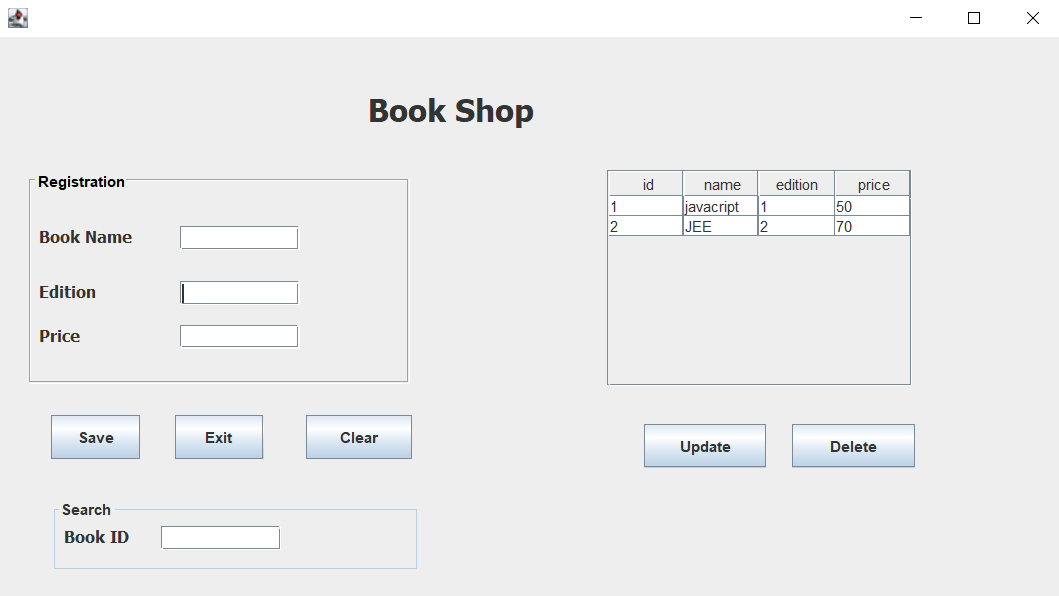 Book Shop
Registration
Book Name
Edition
Price
Save Exit Clear
Search
Book ID
id name edition price
1 javacript 1 50
2 JEE 2 70
Update Delete